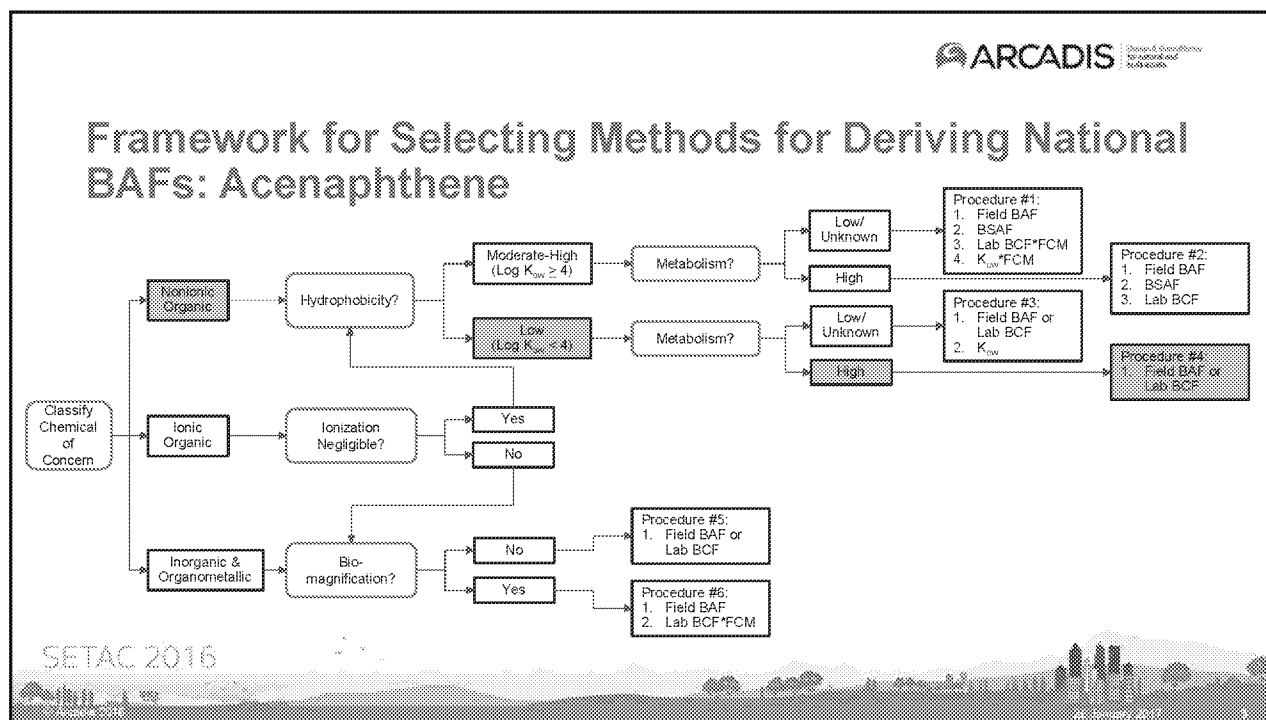 ARCADIS
Framework for Selecting Methods for Deriving National
BAFs: Acenaphthene
Classify
Chemical
of
Concern
Nonionic
Organic
Hydrophobicity?
Moderate-High
(Log Kow ≥ 4)
Metabolism?
Low/
Unknown
Procedure #1:
1. Field BAF
2. BSAF
3. Lab BCF*FCM
4. Kow*FCM
High
Procedure #2:
1. Field BAF
2. BSAF
3. Lab BCF
Low
(Log Kow < 4)
Metabolism?
Low/
Unknown
Procedure #3:
1. Field BAF or
Lab BCF
2. Kow
High
Procedure #4
1. Field BAF or
Lab BCF
Ionic
Organic
Ionization
Negligible?
Yes
No
Inorganic &
Organometallic
Bio-
magnification?
No
Procedure #5:
1. Field BAF or
Lab BCF
Yes
Procedure #6:
1. Field BAF
2. Lab BCF*FCM
SETAC 2016